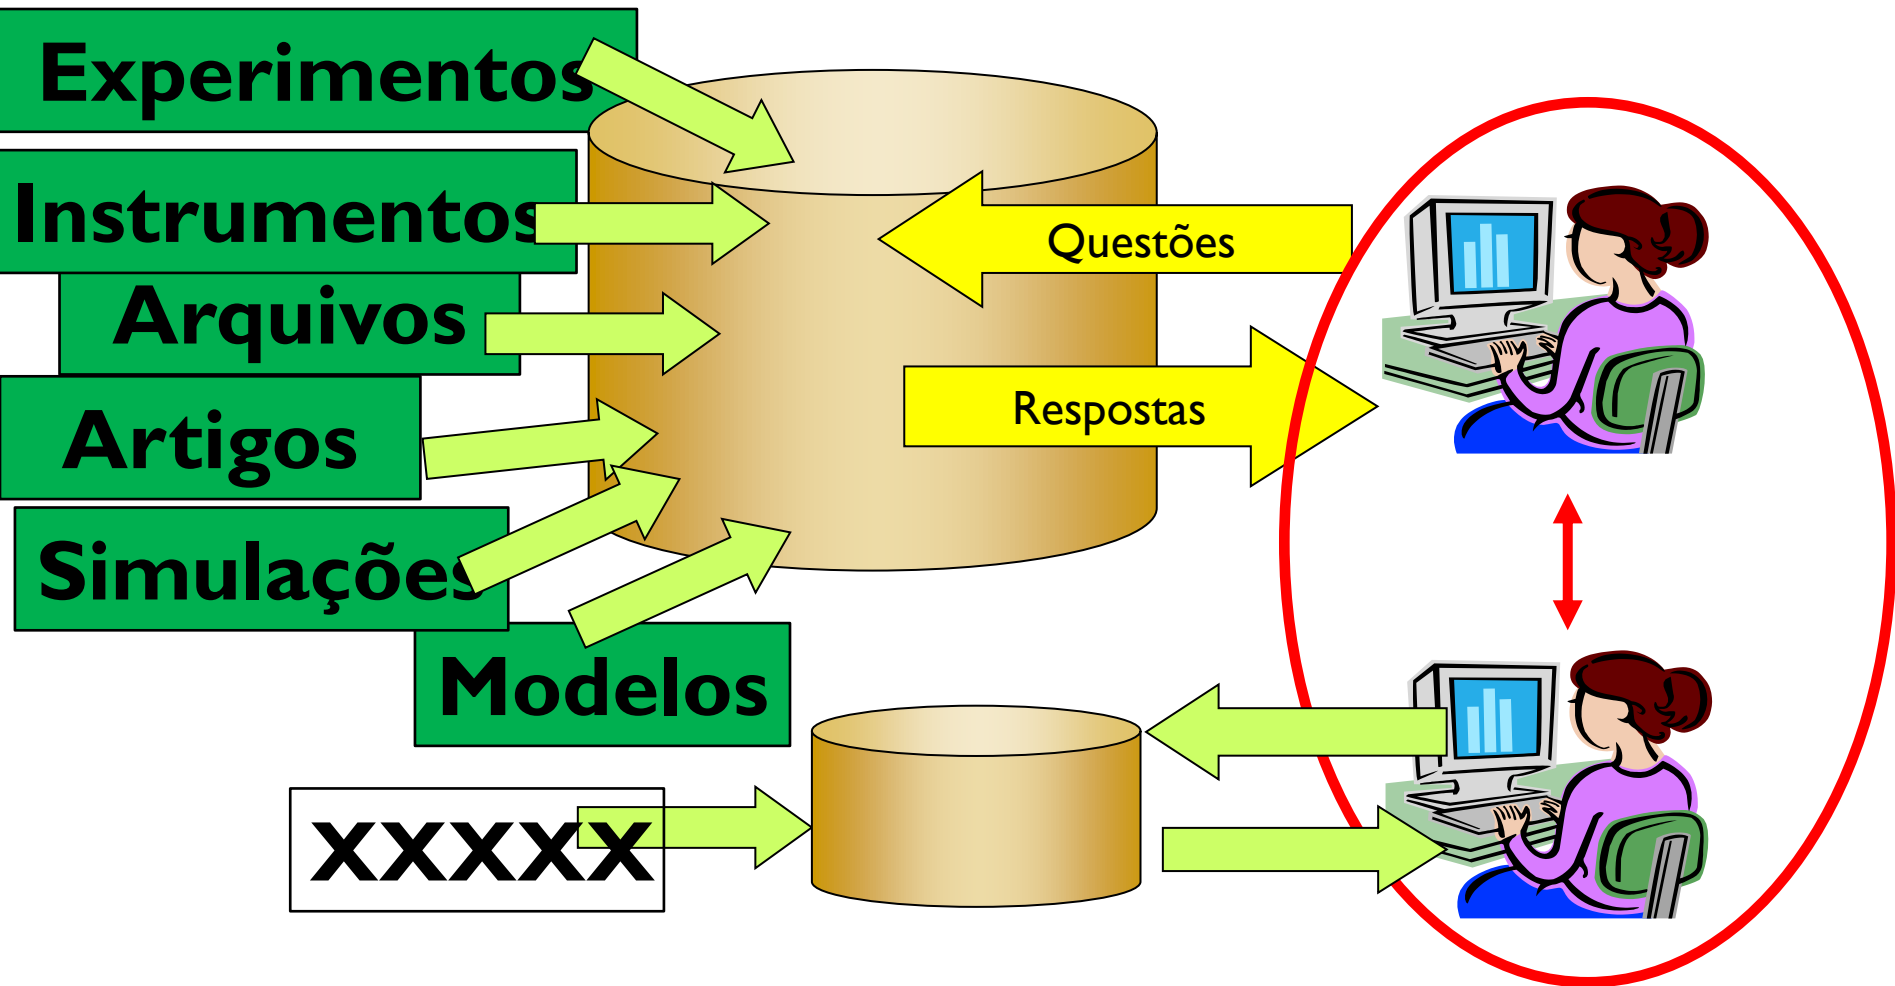 Experimentos
Instrumentos
Arquivos
Artigos
Simulações
Modelos
Questões
Respostas
XXXXX